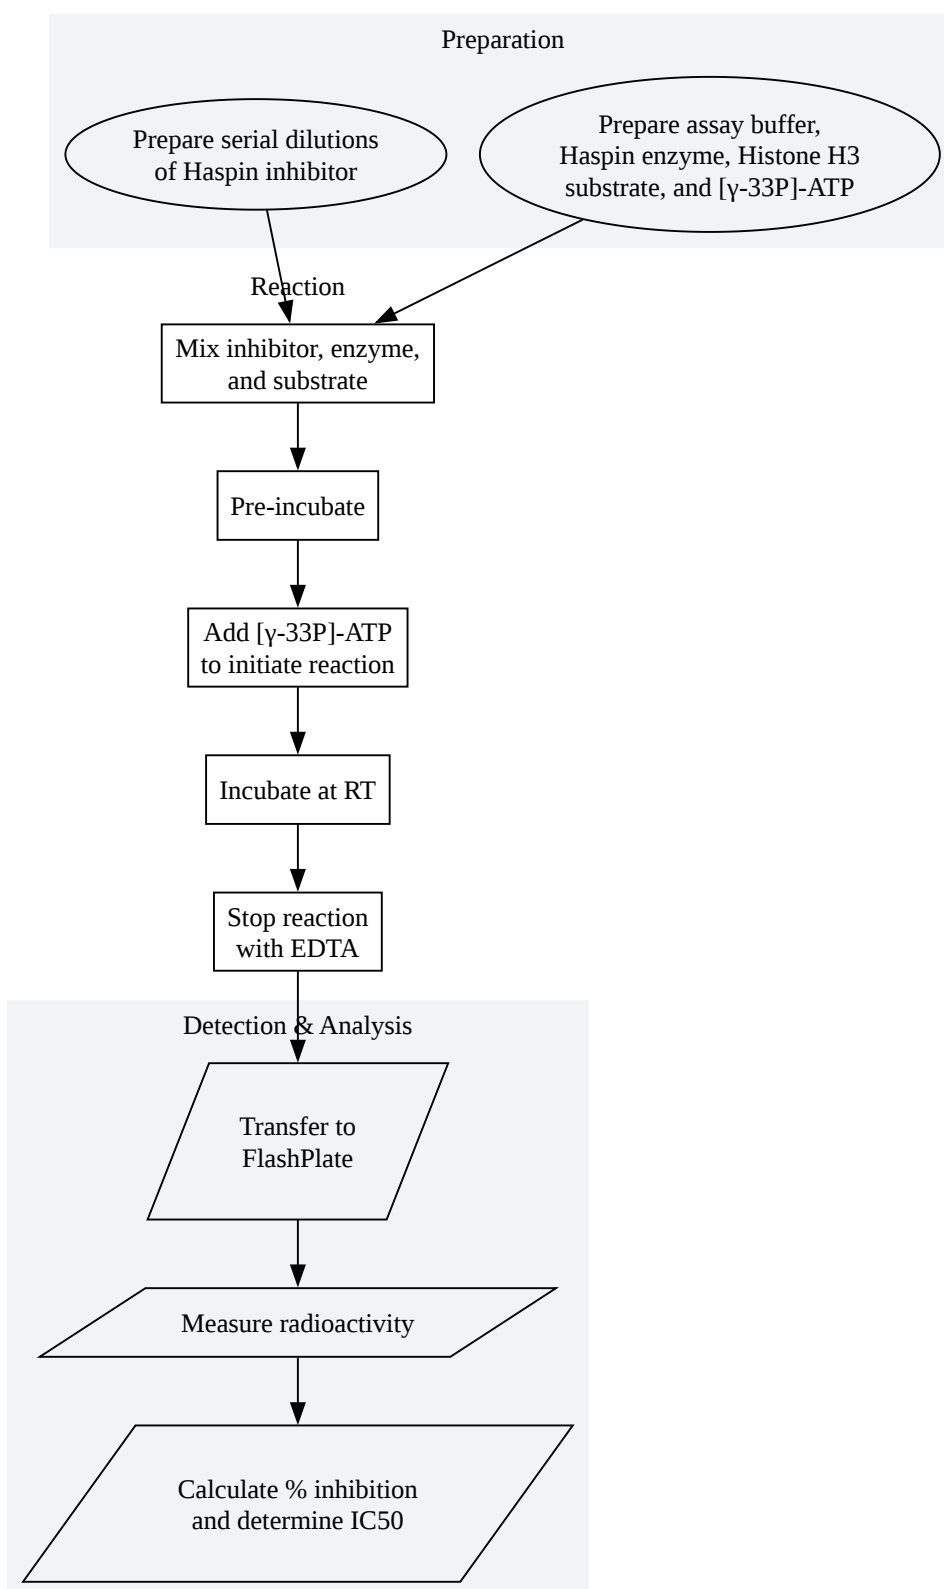 Preparation
Prepare serial dilutions
of Haspin inhibitor
Prepare assay buffer,
Haspin enzyme, Histone H3
substrate, and [γ-33P]-ATP
Reaction
Mix inhibitor, enzyme,
and substrate
Pre-incubate
Add [γ-33P]-ATP
to initiate reaction
Incubate at RT
Stop reaction
with EDTA
Detection & Analysis
Transfer to
FlashPlate
Measure radioactivity
Calculate % inhibition
and determine IC50